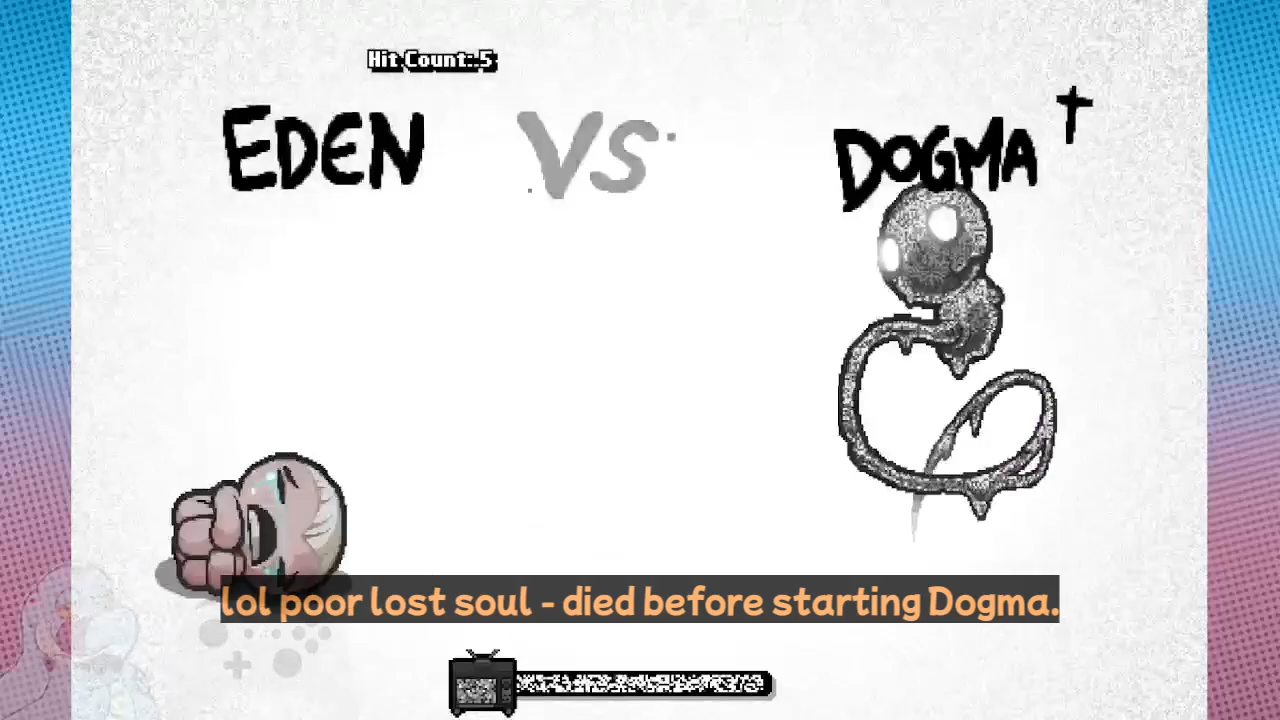 Hit Count: 5
EDEN VS DOGMA
lol poor lost soul - died before starting Dogma.